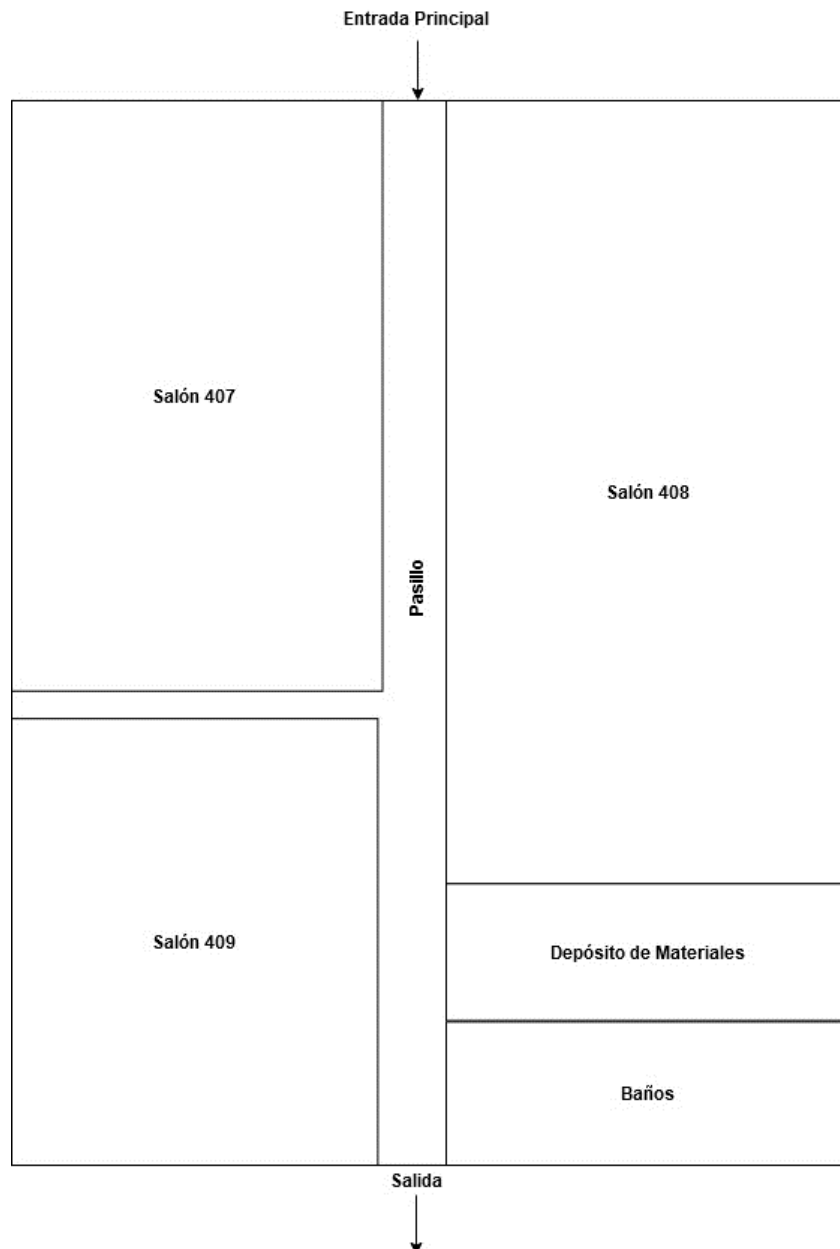 Entrada Principal
Salón 407
Salón 408
Pasillo
Salón 409
Depósito de Materiales
Baños
Salida